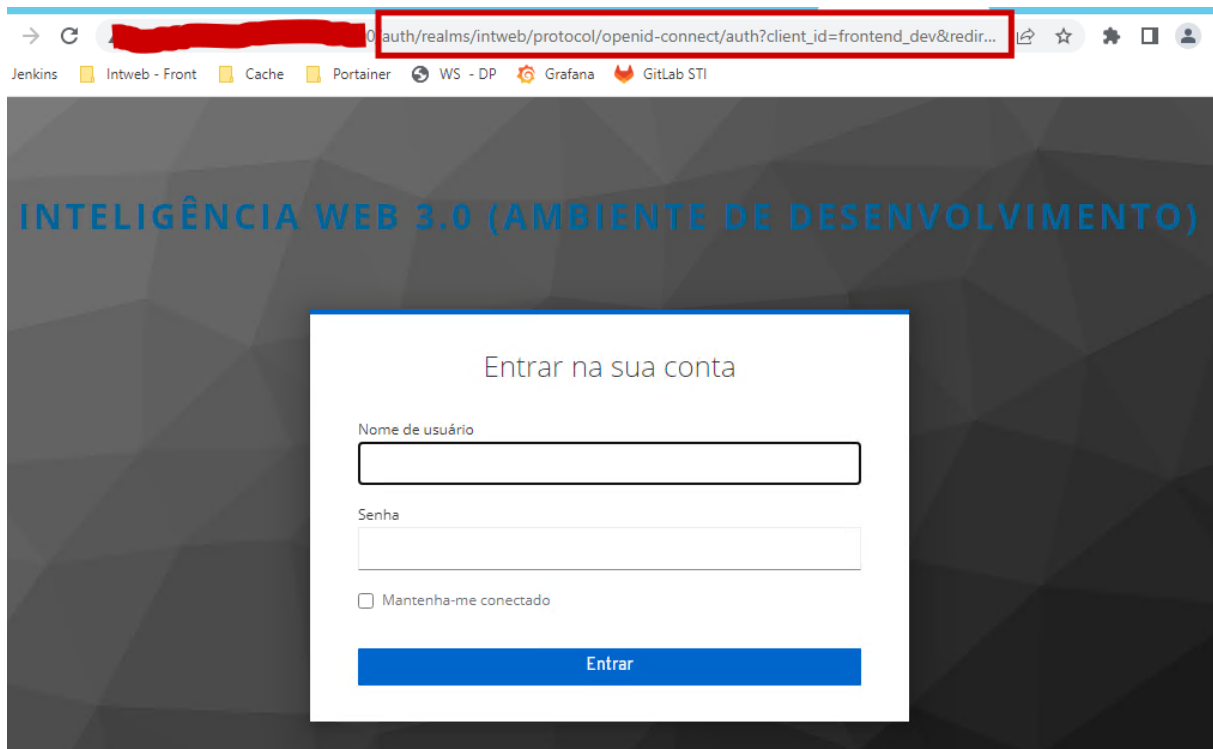 0/auth/realms/intweb/protocol/openid-connect/auth?client_id=frontend_dev&redir...
Jenkins Intweb - Front Cache Portainer WS - DP Grafana GitLab STI
INTELIGÊNCIA WEB 3.0 (AMBIENTE DE DESENVOLVIMENTO)
Entrar na sua conta
Nome de usuário
Senha
Mantenha-me conectado
Entrar